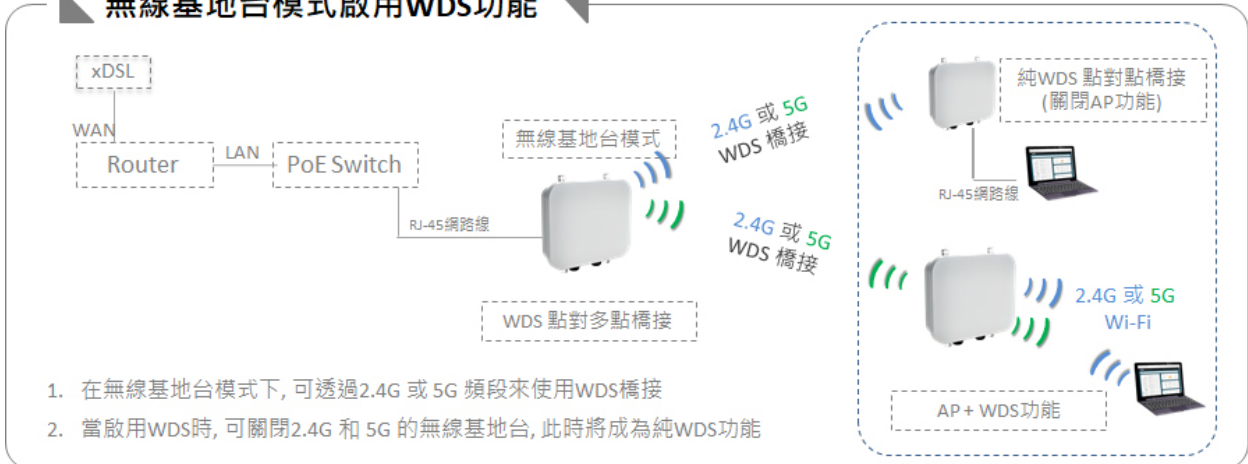 無線基地台模式啟用WDS功能
xDSL
WAN
Router
LAN
PoE Switch
RJ-45網路線
無線基地台模式
WDS 點對多點橋接
2.4G 或 5G
WDS 橋接
2.4G 或 5G
WDS 橋接
純WDS 點對點橋接
(關閉AP功能)
RJ-45網路線
2.4G 或 5G
Wi-Fi
AP + WDS功能
1. 在無線基地台模式下, 可透過2.4G 或 5G 頻段來使用WDS橋接
2. 當啟用WDS時, 可關閉2.4G 和 5G 的無線基地台, 此時將成為純WDS功能